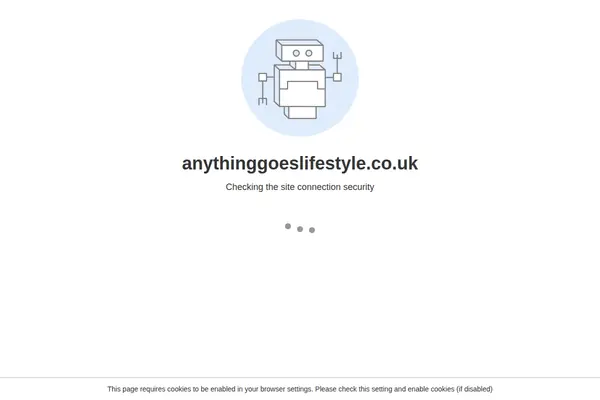 anythinggoeslifestyle.co.uk
Checking the site connection security
This page requires cookies to be enabled in your browser settings. Please check this setting and enable cookies (if disabled)